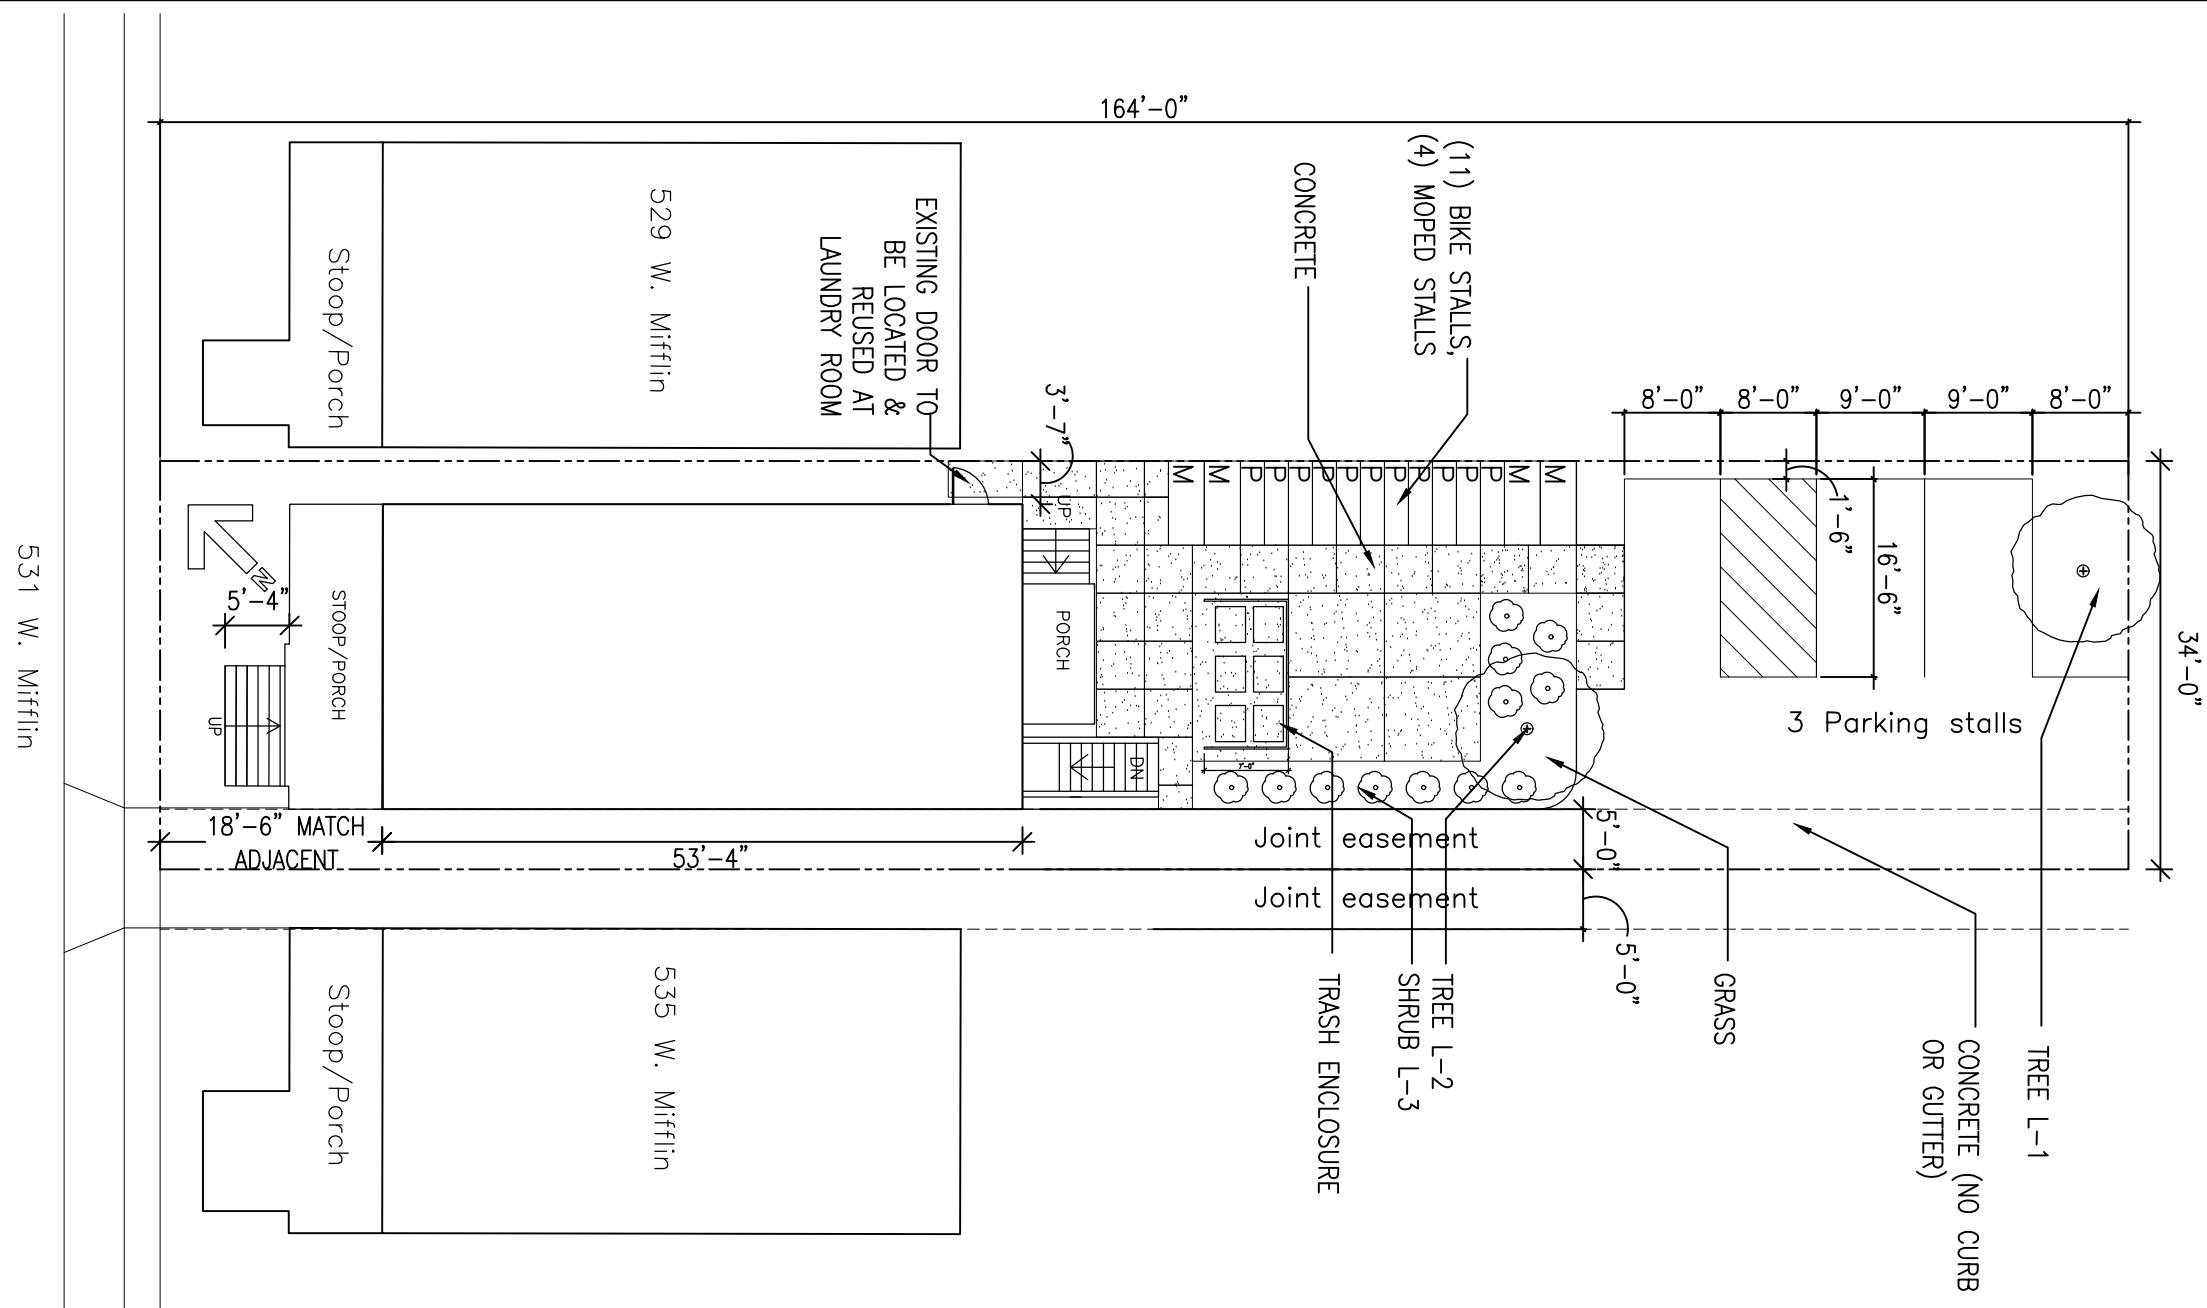 164'-0"
529 W. Mifflin
Stoop/Porch
EXISTING DOOR TO
BE LOCATED &
REUSED AT
LAUNDRY ROOM
CONCRETE
(11) BIKE STALLS,
(4) MOPED STALLS
3'-7"
8'-0"
8'-0"
9'-0"
9'-0"
8'-0"
M
M
P
P
P
P
P
P
P
P
P
P
P
M
M
UP
1'-6"
16'-6"
34'-0"
N
5'-4"
STOOP/PORCH
UP
PORCH
DN
7'-0"
3 Parking stalls
531 W. Mifflin
18'-6" MATCH
ADJACENT
53'-4"
Joint easement
5'-0"
Joint easement
5'-0"
535 W. Mifflin
Stoop/Porch
TRASH ENCLOSURE
SHRUB L-3
TREE L-2
GRASS
CONCRETE (NO CURB
OR GUTTER)
TREE L-1